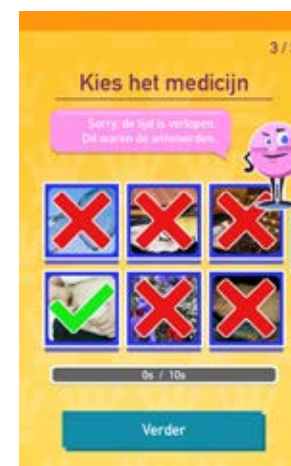 3/
Kies het medicijn
Sorry, de tijd is verlopen.
Dit waren de antwoorden.
0s / 10s
Verder